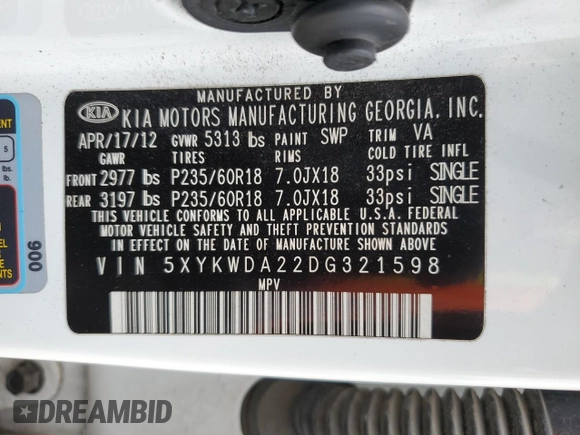 MANUFACTURED BY
KIA KIA MOTORS MANUFACTURING GEORGIA, INC.
APR/17/12 GVWR 5313 lbs PAINT SWP TRIM VA
GAWR TIRES RIMS COLD TIRE INFL
FRONT 2977 lbs P235/60R18 7.0JX18 33psi SINGLE
REAR 3197 lbs P235/60R18 7.0JX18 33psi SINGLE
THIS VEHICLE CONFORMS TO ALL APPLICABLE U.S.A. FEDERAL
MOTOR VEHICLE SAFETY AND THEFT PREVENTION STANDARDS
IN EFFECT ON THE DATE OF MANUFACTURE SHOWN ABOVE.
VIN 5XYKWDA22DG321598
MPV
5
lbs.
006
DREAMBID